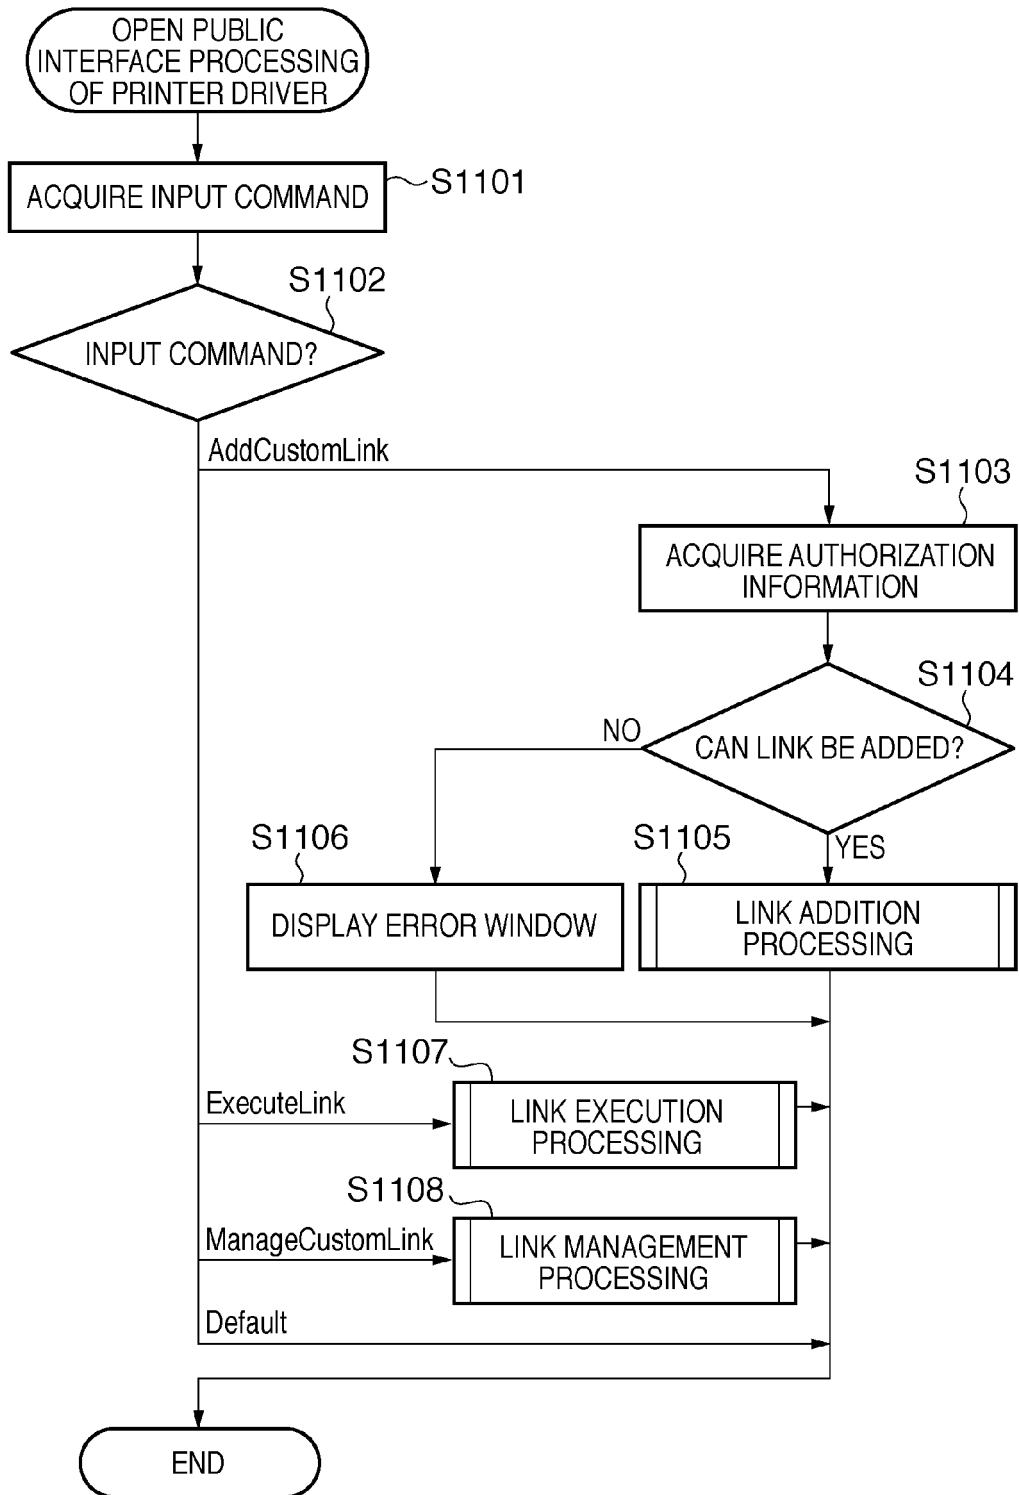 OPEN PUBLIC
INTERFACE PROCESSING
OF PRINTER DRIVER
ACQUIRE INPUT COMMAND
S1101
S1102
INPUT COMMAND?
AddCustomLink
S1103
ACQUIRE AUTHORIZATION
INFORMATION
S1104
NO
CAN LINK BE ADDED?
S1106
S1105
YES
DISPLAY ERROR WINDOW
LINK ADDITION
PROCESSING
S1107
ExecuteLink
LINK EXECUTION
PROCESSING
S1108
ManageCustomLink
LINK MANAGEMENT
PROCESSING
Default
END